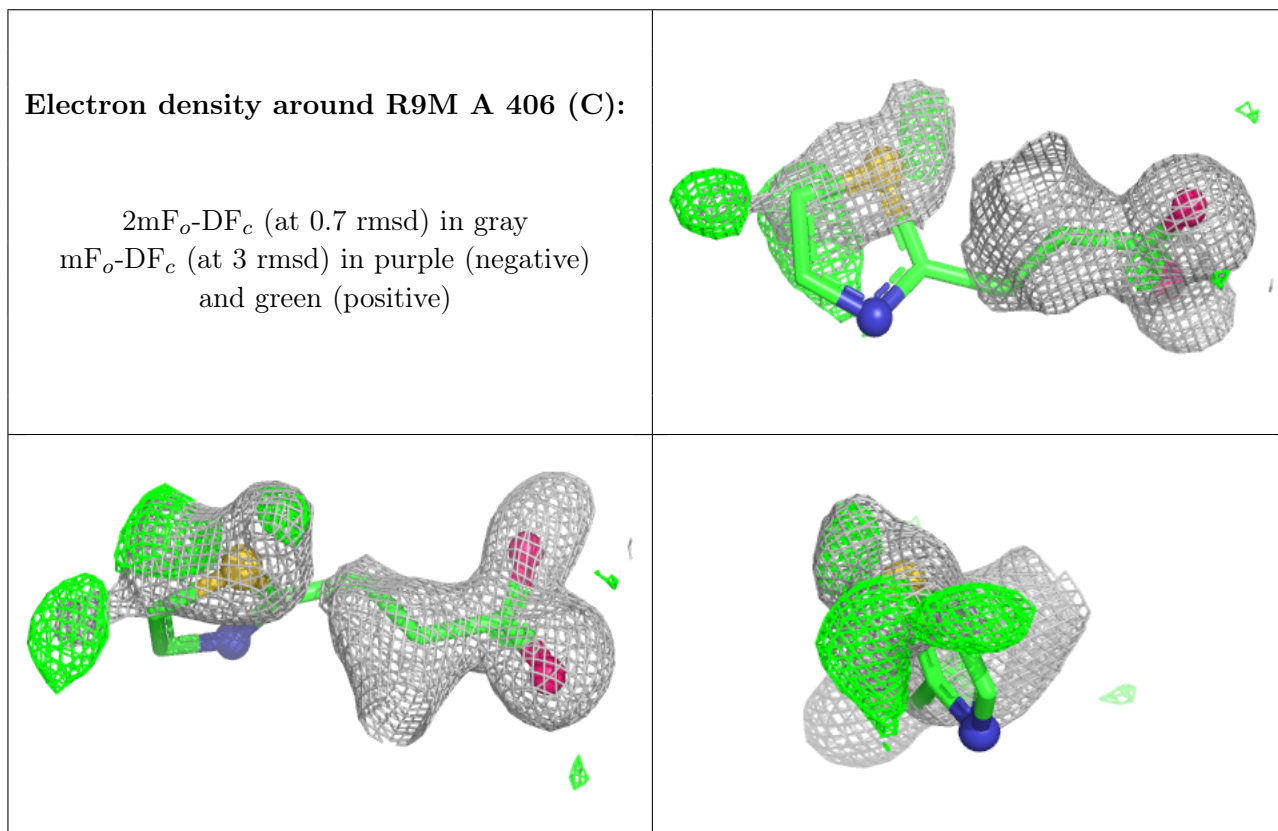 Electron density around R9M A 406 (C):
2mFo-DFc (at 0.7 rmsd) in gray
mFo-DFc (at 3 rmsd) in purple (negative)
and green (positive)